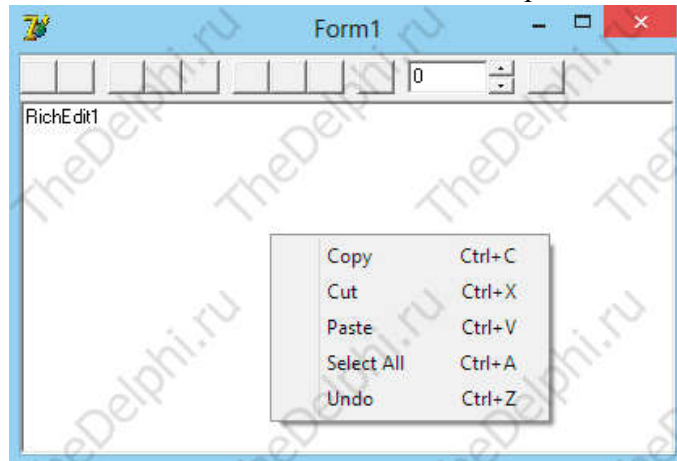 Form1
0
RichEdit1
Copy Ctrl+C
Cut Ctrl+X
Paste Ctrl+V
Select All Ctrl+A
Undo Ctrl+Z
TheDelphi.ru